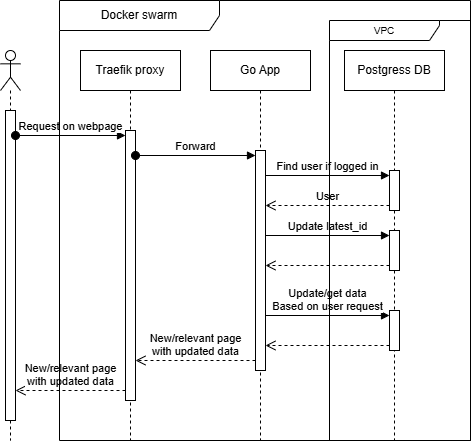 Docker swarm
VPC
Traefik proxy
Go App
Postgress DB
Request on webpage
Forward
Find user if logged in
User
Update latest_id
Update/get data
Based on user request
New/relevant page
with updated data
New/relevant page
with updated data